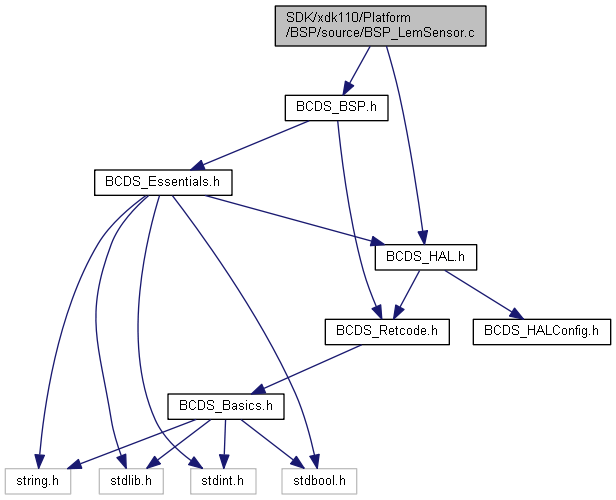 SDK/xdk110/Platform
/BSP/source/BSP_LemSensor.c
BCDS_BSP.h
BCDS_Essentials.h
BCDS_HAL.h
BCDS_Retcode.h
BCDS_HALConfig.h
BCDS_Basics.h
string.h
stdlib.h
stdint.h
stdbool.h